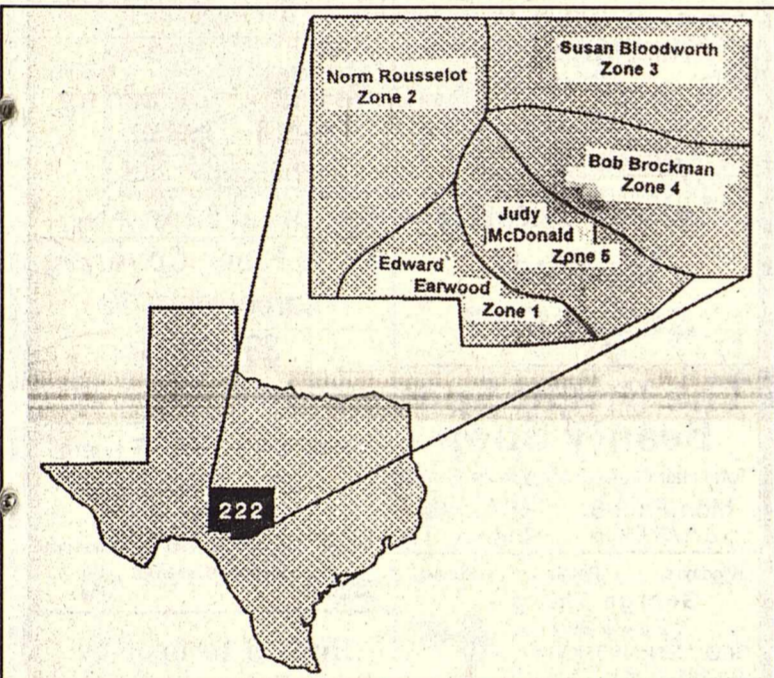 Norm Rousselot
Zone 2
Susan Bloodworth
Zone 3
Bob Brockman
Zone 4
Judy
McDonald
Zone 5
Edward
Earwood
Zone 1
222